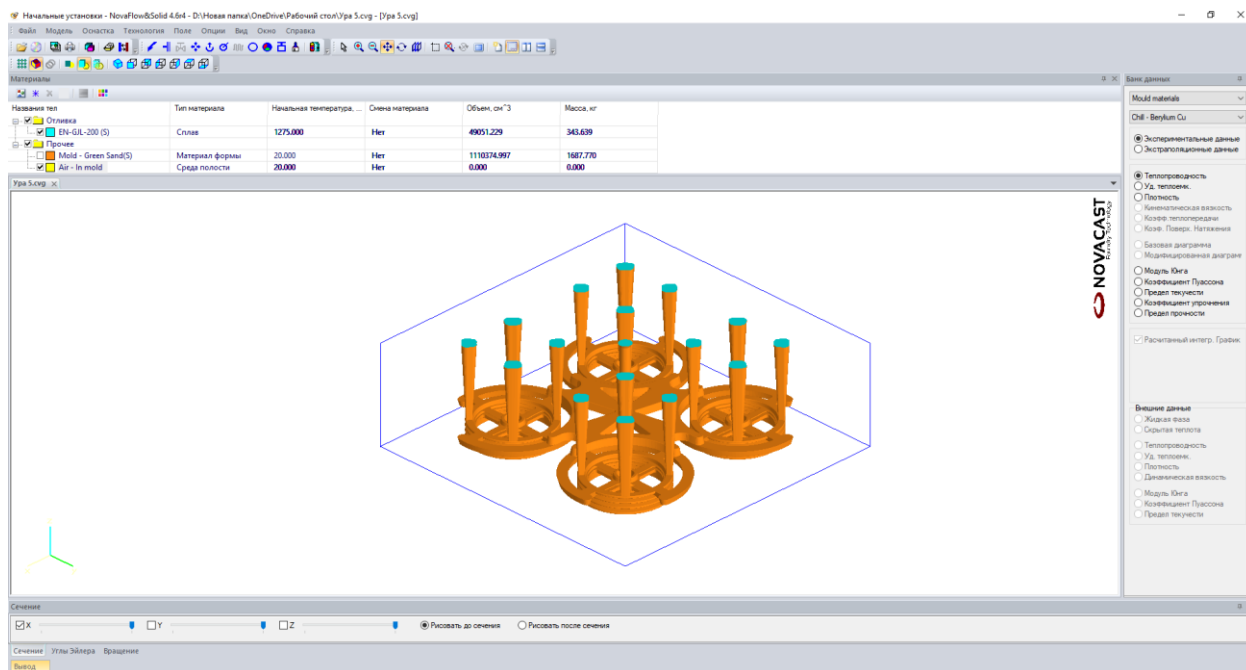 Начальные установки - NovaFlow&Solid 4.6r4 - D:\Новая папка\OneDrive\Рабочий стол\Ура 5.cvg - [Ура 5.cvg]
Файл Модель Оснастка Технология Поле Опции Вид Окно Справка
Материалы
Банк данных
Названия тел Тип материала Начальная температура, ... Смена материала Объем, см^3 Масса, кг
Отливка
EN-GJL-200 (S) Сплав 1275.000 Нет 49051.229 343.639
Прочее
Mold - Green Sand(S) Материал формы 20.000 Нет 1110374.997 1687.770
Air - In mold Среда полости 20.000 Нет 0.000 0.000
Ура 5.cvg
NOVACAST
Foundry Technology
Mould materials
Chill - Berylium Cu
Экспериментальные данные
Экстраполяционные данные
Теплопроводность
Уд. теплоемк.
Плотность
Кинематическая вязкость
Коэфф.теплопередачи
Коэф. Поверх. Натяжения
Базовая диаграмма
Модифицированная диаграмм
Модуль Юнга
Коэффициент Пуассона
Предел текучести
Коэффициент упрочнения
Предел прочности
Расчитанный интегр. График
Внешние данные
Жидкая фаза
Скрытая теплота
Теплопроводность
Уд. теплоемк.
Плотность
Динамическая вязкость
Модуль Юнга
Коэффициент Пуассона
Предел текучести
Сечение
X Y Z Рисовать до сечения Рисовать после сечения
Сечение Углы Эйлера Вращение
Вывод